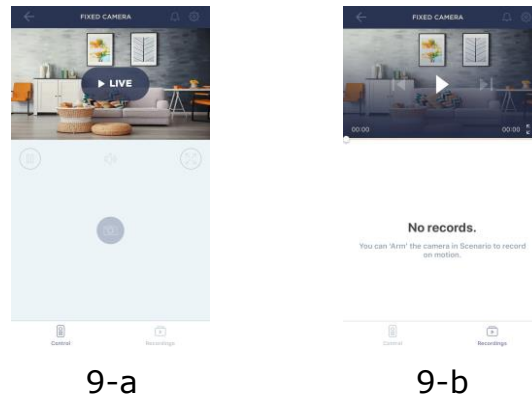 FIXED CAMERA
LIVE
Control
Recordings
9-a
FIXED CAMERA
00:00
00:00
No records.
You can 'Arm' the camera in Scenario to record
on motion.
Control
Recordings
9-b